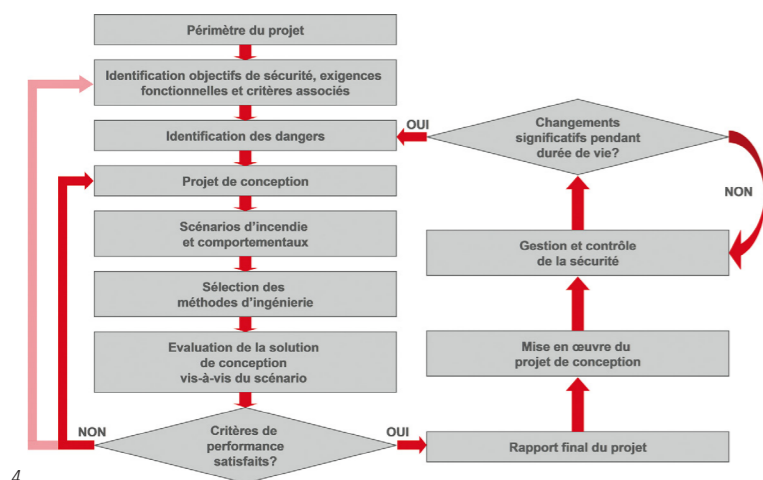 Périmètre du projet
Identification objectifs de sécurité, exigences
fonctionnelles et critères associés
Identification des dangers
Projet de conception
Scénarios d'incendie
et comportementaux
Sélection des
méthodes d'ingénierie
Evaluation de la solution
de conception
vis-à-vis du scénario
NON
Critères de
performance
satisfaits?
OUI
Rapport final du projet
Mise en œuvre du
projet de conception
Gestion et contrôle
de la sécurité
Changements
significatifs pendant
durée de vie?
OUI
NON
4